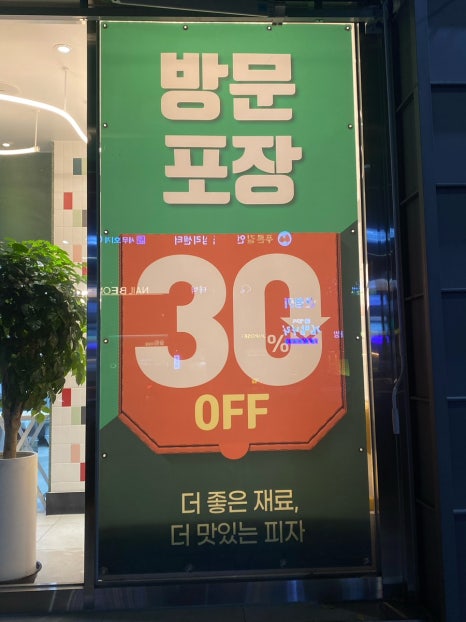 방문
포장
30%
OFF
더 좋은 재료,
더 맛있는 피자